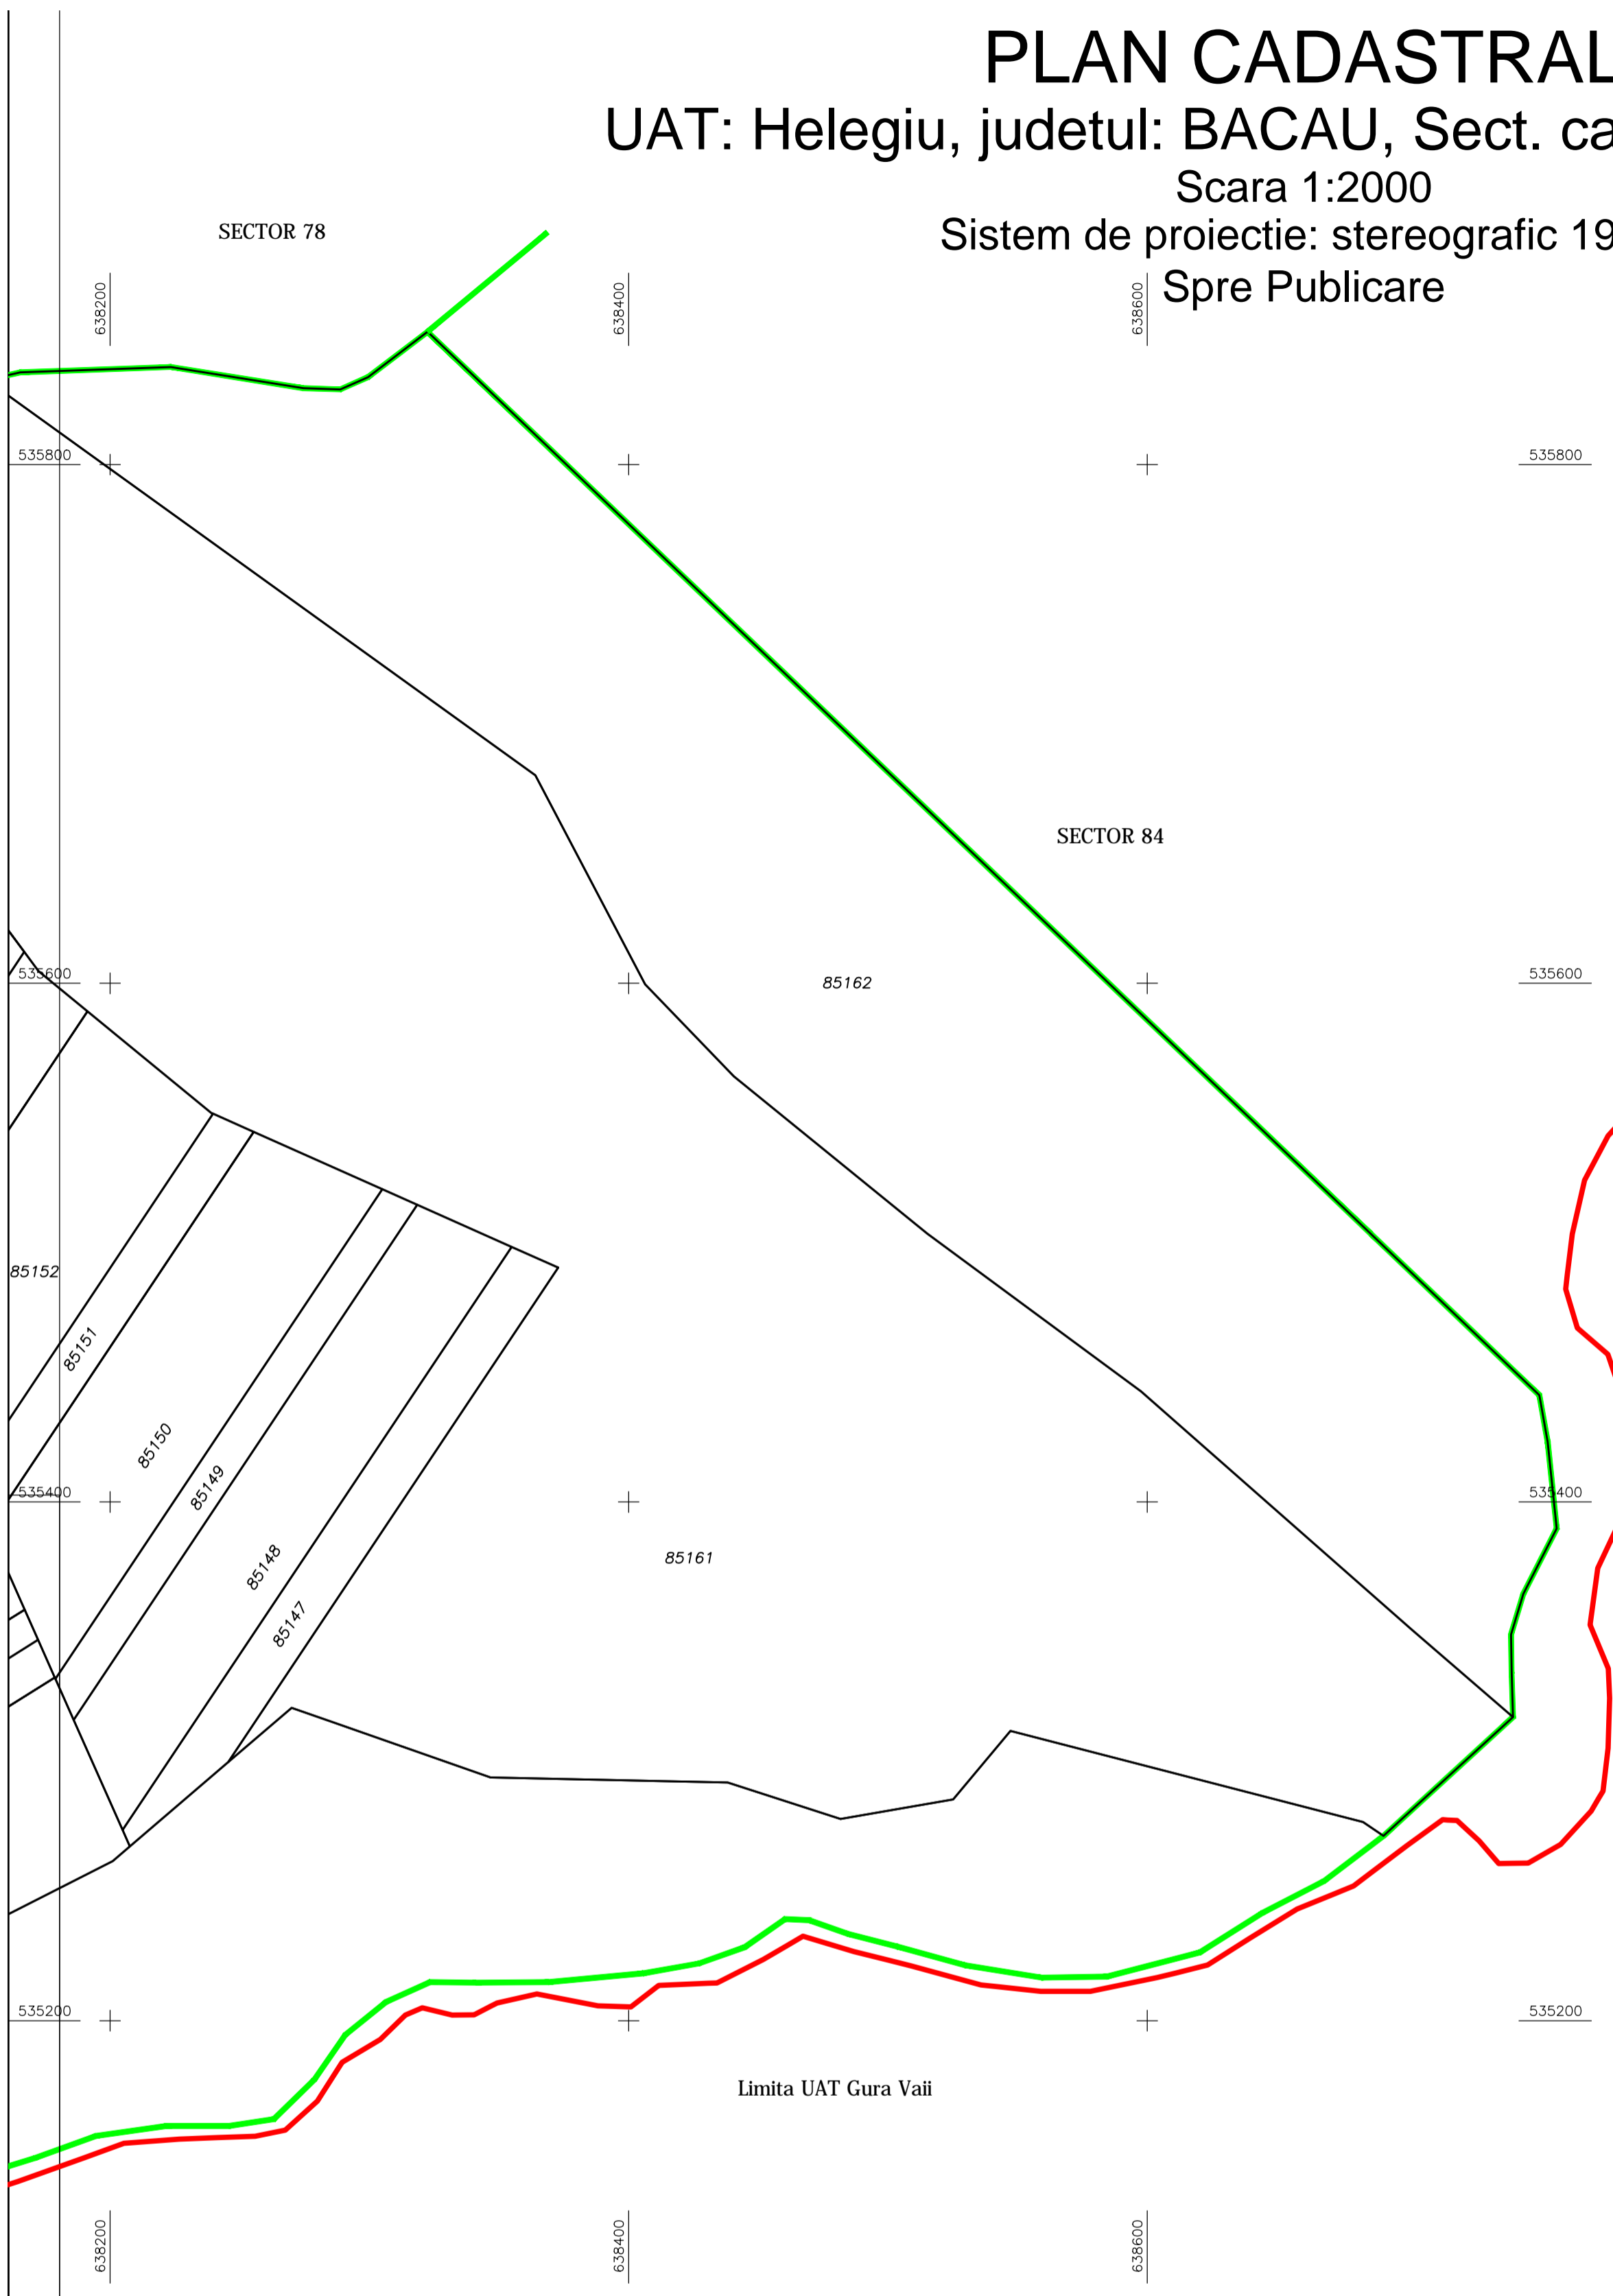 PLAN CADASTRAL
UAT: Helegiu, judetul: BACAU, Sect. ca
Scara 1:2000
Sistem de proiectie: stereografic 19
Spre Publicare
SECTOR 78
638200
638400
638600
535800
535800
SECTOR 84
535600
85162
535600
85152
85151
85150
85149
535400
535400
85148
85161
85147
535200
535200
Limita UAT Gura Vaii
638200
638400
638600